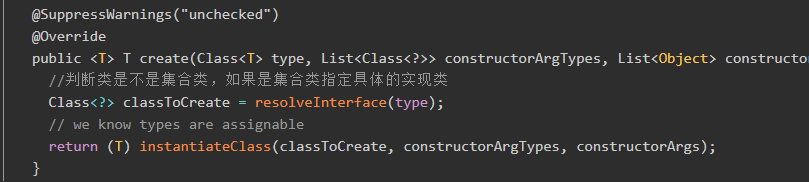 @SuppressWarnings("unchecked")
@Override
public <T> T create(Class<T> type, List<Class<?>> constructorArgTypes, List<Object> constructo
//判断类是不是集合类，如果是集合类指定具体的实现类
Class<?> classToCreate = resolveInterface(type);
// we know types are assignable
return (T) instantiateClass(classToCreate, constructorArgTypes, constructorArgs);
}